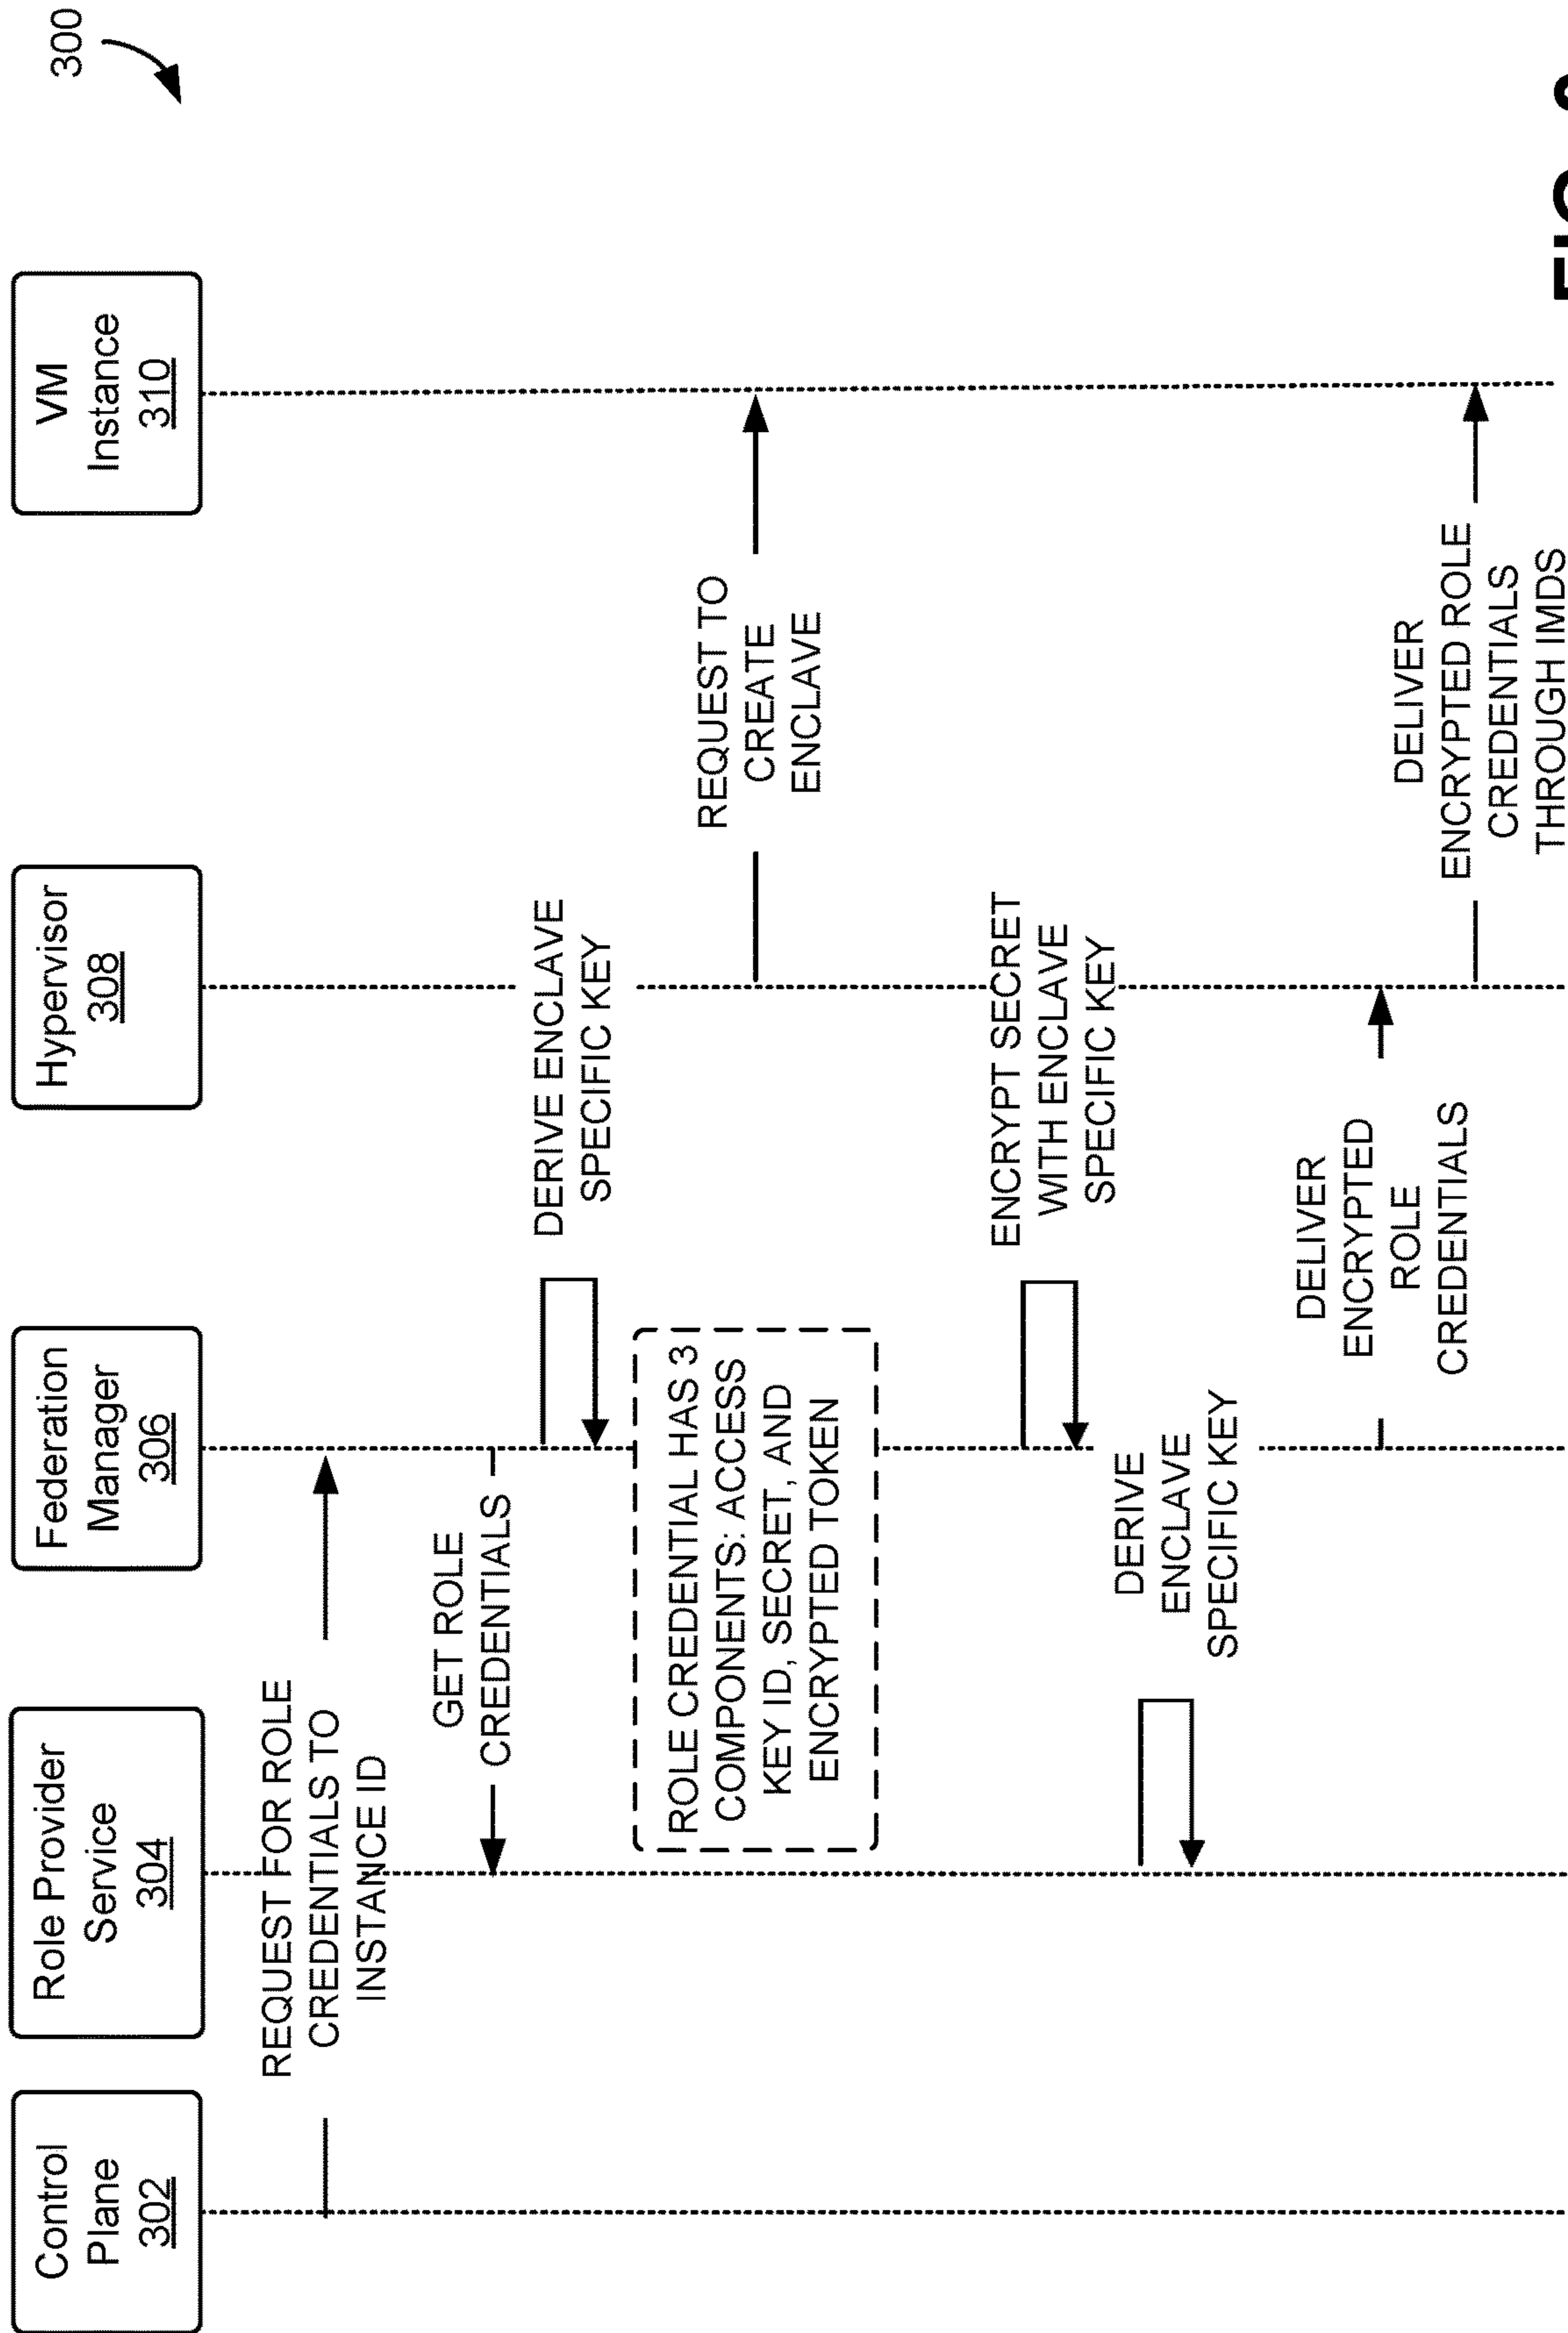 300
Control
Plane
302
Role Provider
Service
304
Federation
Manager
306
Hypervisor
308
VM
Instance
310
REQUEST FOR ROLE
CREDENTIALS TO
INSTANCE ID
GET ROLE
CREDENTIALS
DERIVE ENCLAVE
SPECIFIC KEY
ROLE CREDENTIAL HAS 3
COMPONENTS: ACCESS
KEY ID, SECRET, AND
ENCRYPTED TOKEN
REQUEST TO
CREATE
ENCLAVE
ENCRYPT SECRET
WITH ENCLAVE
SPECIFIC KEY
DERIVE
ENCLAVE
SPECIFIC KEY
DELIVER
ENCRYPTED
ROLE
CREDENTIALS
DELIVER
ENCRYPTED ROLE
CREDENTIALS
THROUGH IMDS